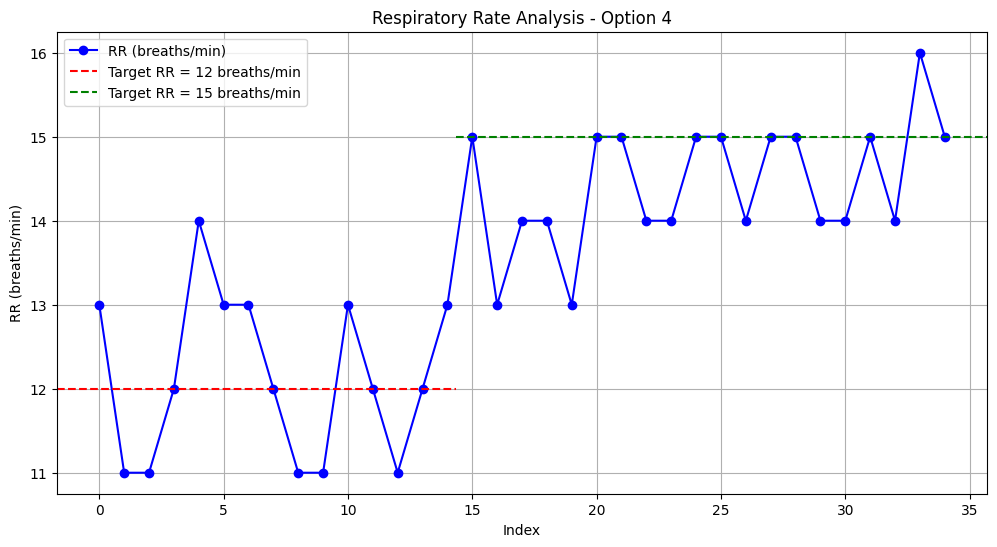 Respiratory Rate Analysis - Option 4
RR (breaths/min)
Target RR = 12 breaths/min
Target RR = 15 breaths/min
RR (breaths/min)
16
15
14
13
12
11
0 5 10 15 20 25 30 35
Index